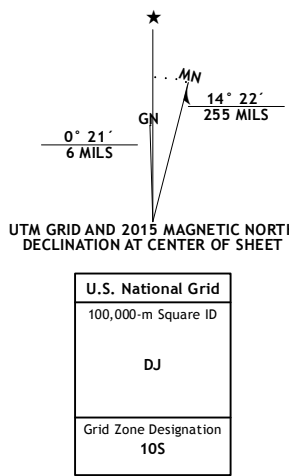 ★
MN
GN
14° 22´
255 MILS
0° 21´
6 MILS
UTM GRID AND 2015 MAGNETIC NORTH
DECLINATION AT CENTER OF SHEET
U.S. National Grid
100,000-m Square ID
DJ
Grid Zone Designation
10S